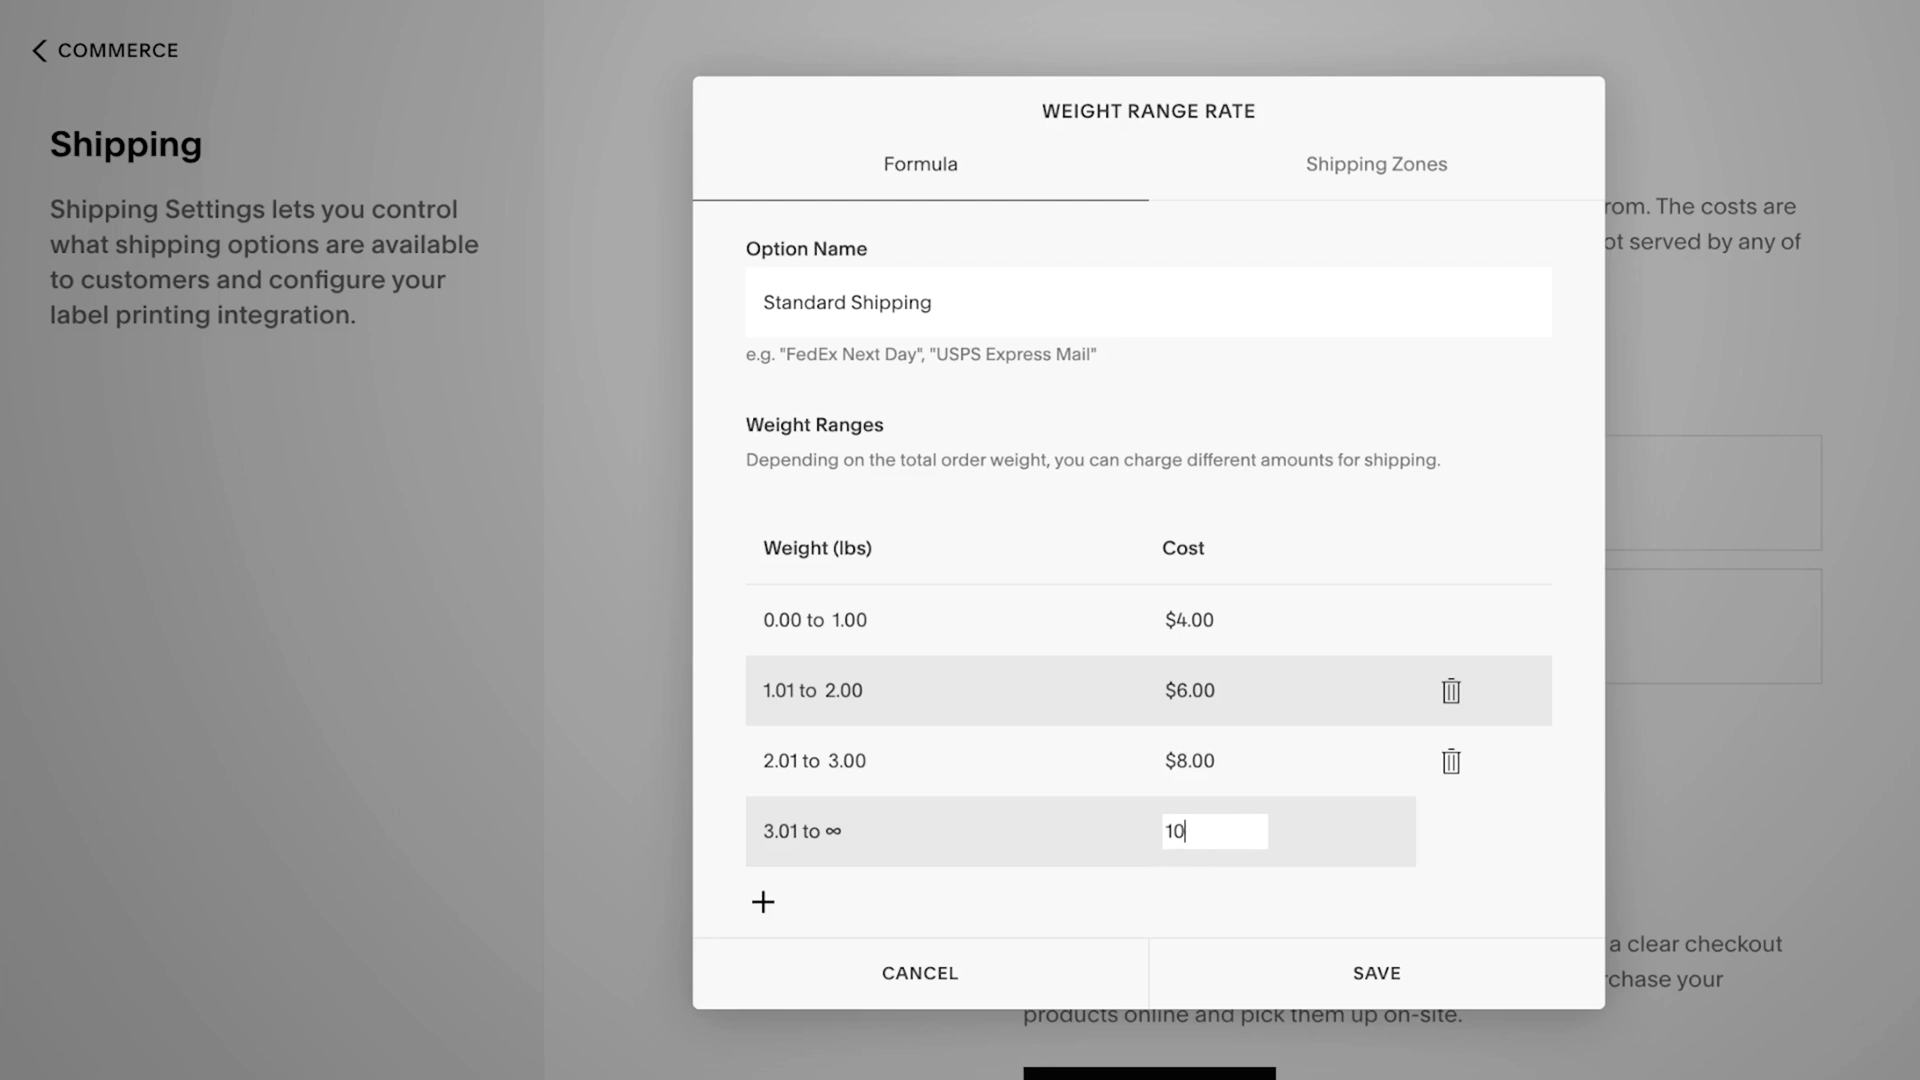 COMMERCE
Shipping
Shipping Settings lets you control
what shipping options are available
to customers and configure your
label printing integration.
WEIGHT RANGE RATE
Formula
Shipping Zones
Option Name
Standard Shipping
e.g. "FedEx Next Day", "USPS Express Mail"
Weight Ranges
Depending on the total order weight, you can charge different amounts for shipping.
Weight (lbs) Cost
0.00 to 1.00 $4.00
1.01 to 2.00 $6.00
2.01 to 3.00 $8.00
3.01 to ∞ 10
CANCEL
SAVE
rom. The costs are
ot served by any of
a clear checkout
rchase your
products online and pick them up on-site.